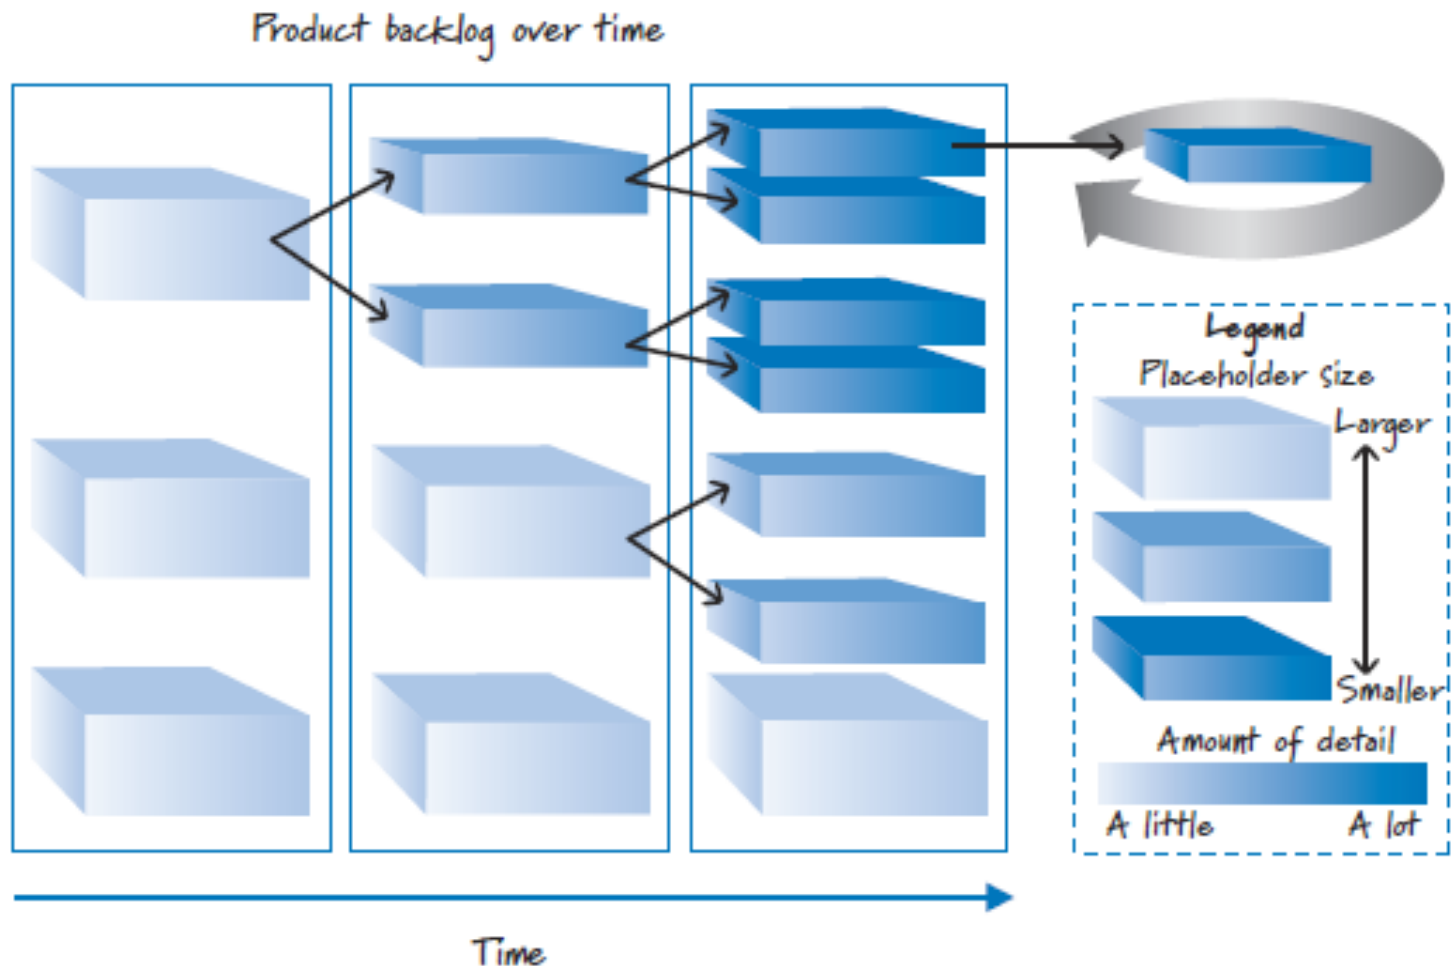 Product backlog over time
Legend
Placeholder size
Larger
Smaller
Amount of detail
A little
A lot
Time